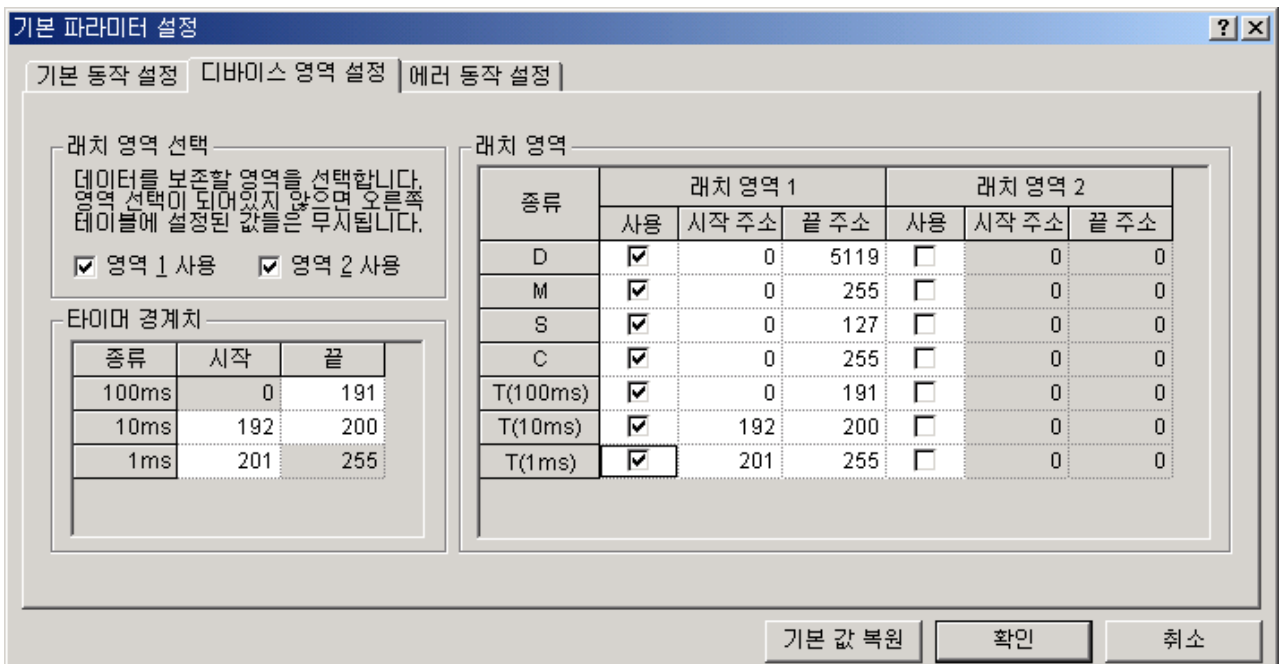 기본 파라미터 설정
기본 동작 설정 디바이스 영역 설정 에러 동작 설정
래치 영역 선택
데이터를 보존할 영역을 선택합니다.
영역 선택이 되어있지 않으면 오른쪽
테이블에 설정된 값들은 무시됩니다.
영역 1 사용 영역 2 사용
타이머 경계치
종류 시작 끝
100ms 0 191
10ms 192 200
1ms 201 255
래치 영역
종류 래치 영역 1 래치 영역 2
사용 시작 주소 끝 주소 사용 시작 주소 끝 주소
D 0 5119 0 0
M 0 255 0 0
S 0 127 0 0
C 0 255 0 0
T(100ms) 0 191 0 0
T(10ms) 192 200 0 0
T(1ms) 201 255 0 0
기본 값 복원 확인 취소